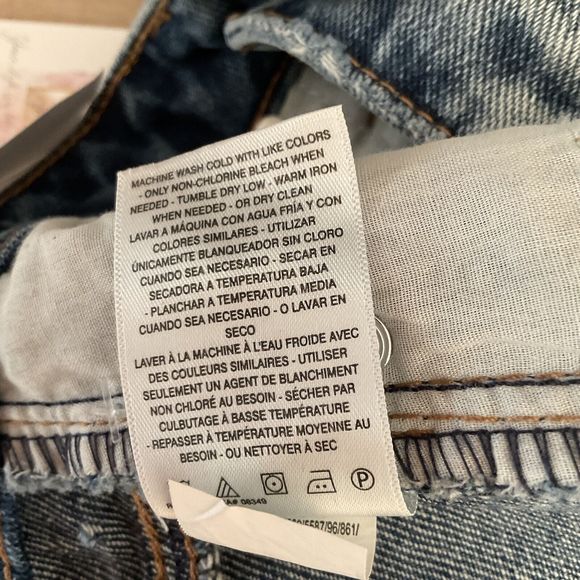 MACHINE WASH COLD WITH LIKE COLORS
- ONLY NON-CHLORINE BLEACH WHEN
NEEDED - TUMBLE DRY LOW - WARM IRON
WHEN NEEDED - OR DRY CLEAN
LAVAR A MÁQUINA CON AGUA FRÍA Y CON
COLORES SIMILARES - UTILIZAR
ÚNICAMENTE BLANQUEADOR SIN CLORO
CUANDO SEA NECESARIO - SECAR EN
SECADORA A TEMPERATURA BAJA
- PLANCHAR A TEMPERATURA MEDIA
CUANDO SEA NECESARIO - O LAVAR EN
SECO
LAVER À LA MACHINE À L'EAU FROIDE AVEC
DES COULEURS SIMILAIRES - UTILISER
SEULEMENT UN AGENT DE BLANCHIMENT
NON CHLORÉ AU BESOIN - SÉCHER PAR
CULBUTAGE À BASSE TEMPÉRATURE
- REPASSER À TEMPÉRATURE MOYENNE AU
BESOIN - OU NETTOYER À SEC
P
A# 08349
/5587/96/861/